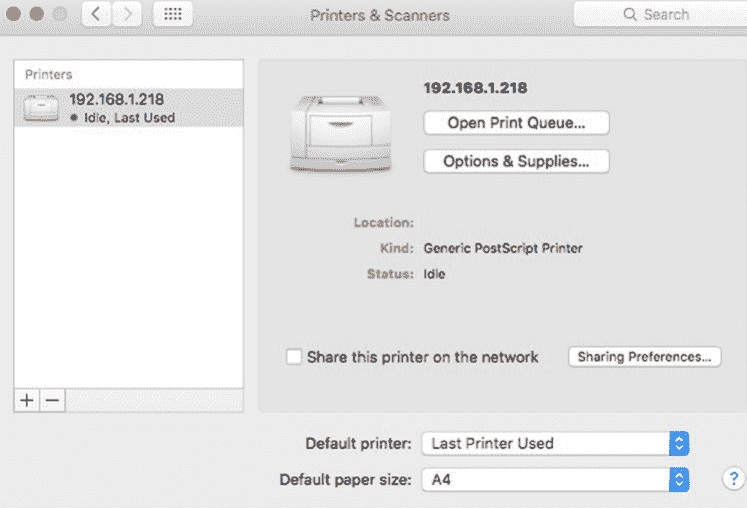 Printers & Scanners
Search
Printers
192.168.1.218
Idle, Last Used
192.168.1.218
Open Print Queue...
Options & Supplies...
Location:
Kind: Generic PostScript Printer
Status: Idle
Share this printer on the network
Sharing Preferences...
+ −
Default printer: Last Printer Used
Default paper size: A4
?